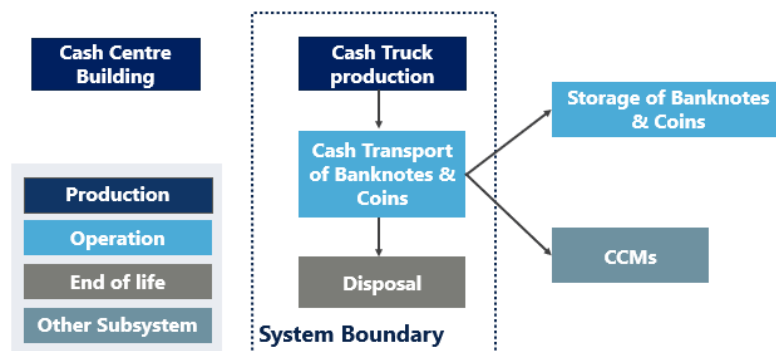 Cash Centre
Building
Cash Truck
production
Storage of Banknotes
& Coins
Cash Transport
of Banknotes &
Coins
Production
Operation
CCMs
End of life
Disposal
Other Subsystem
System Boundary